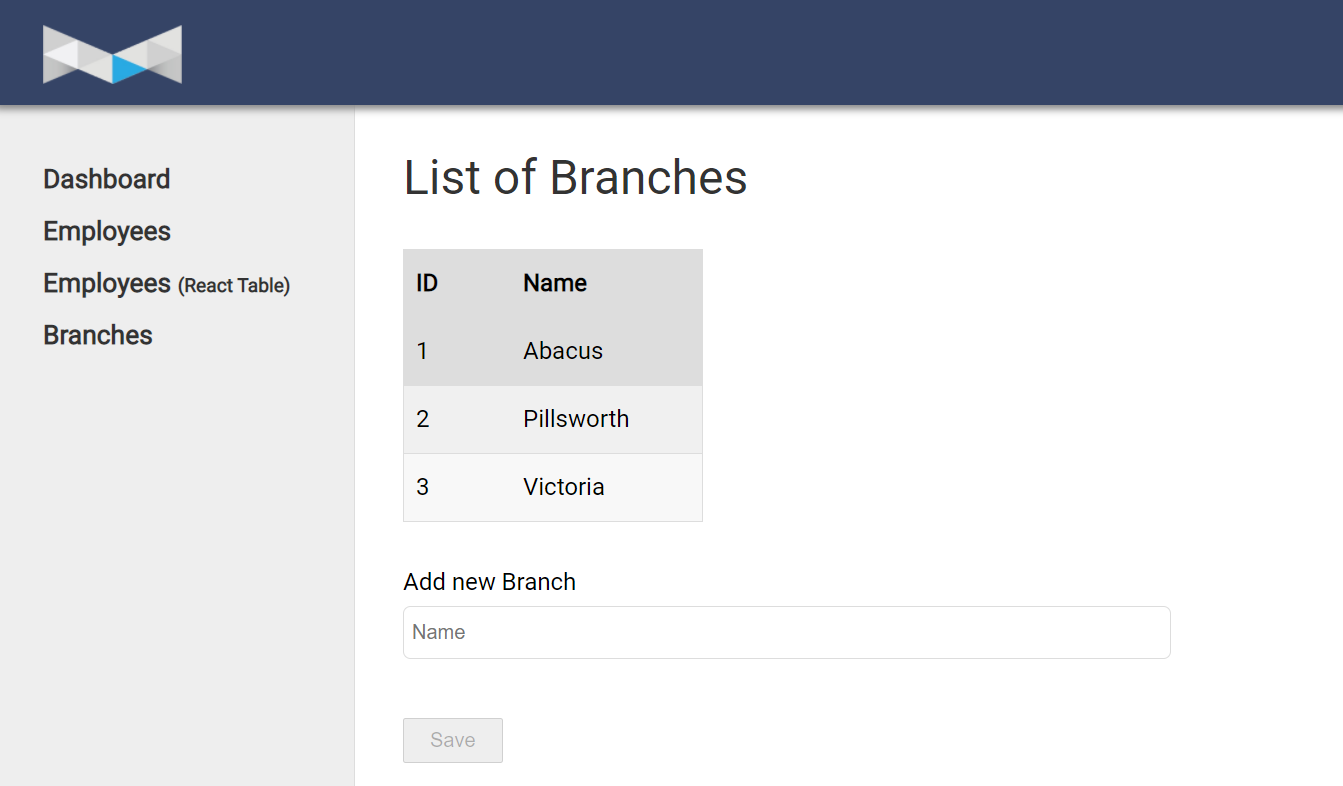 Dashboard
Employees
Employees (React Table)
Branches
List of Branches
ID Name
1 Abacus
2 Pillsworth
3 Victoria
Add new Branch
Name
Save